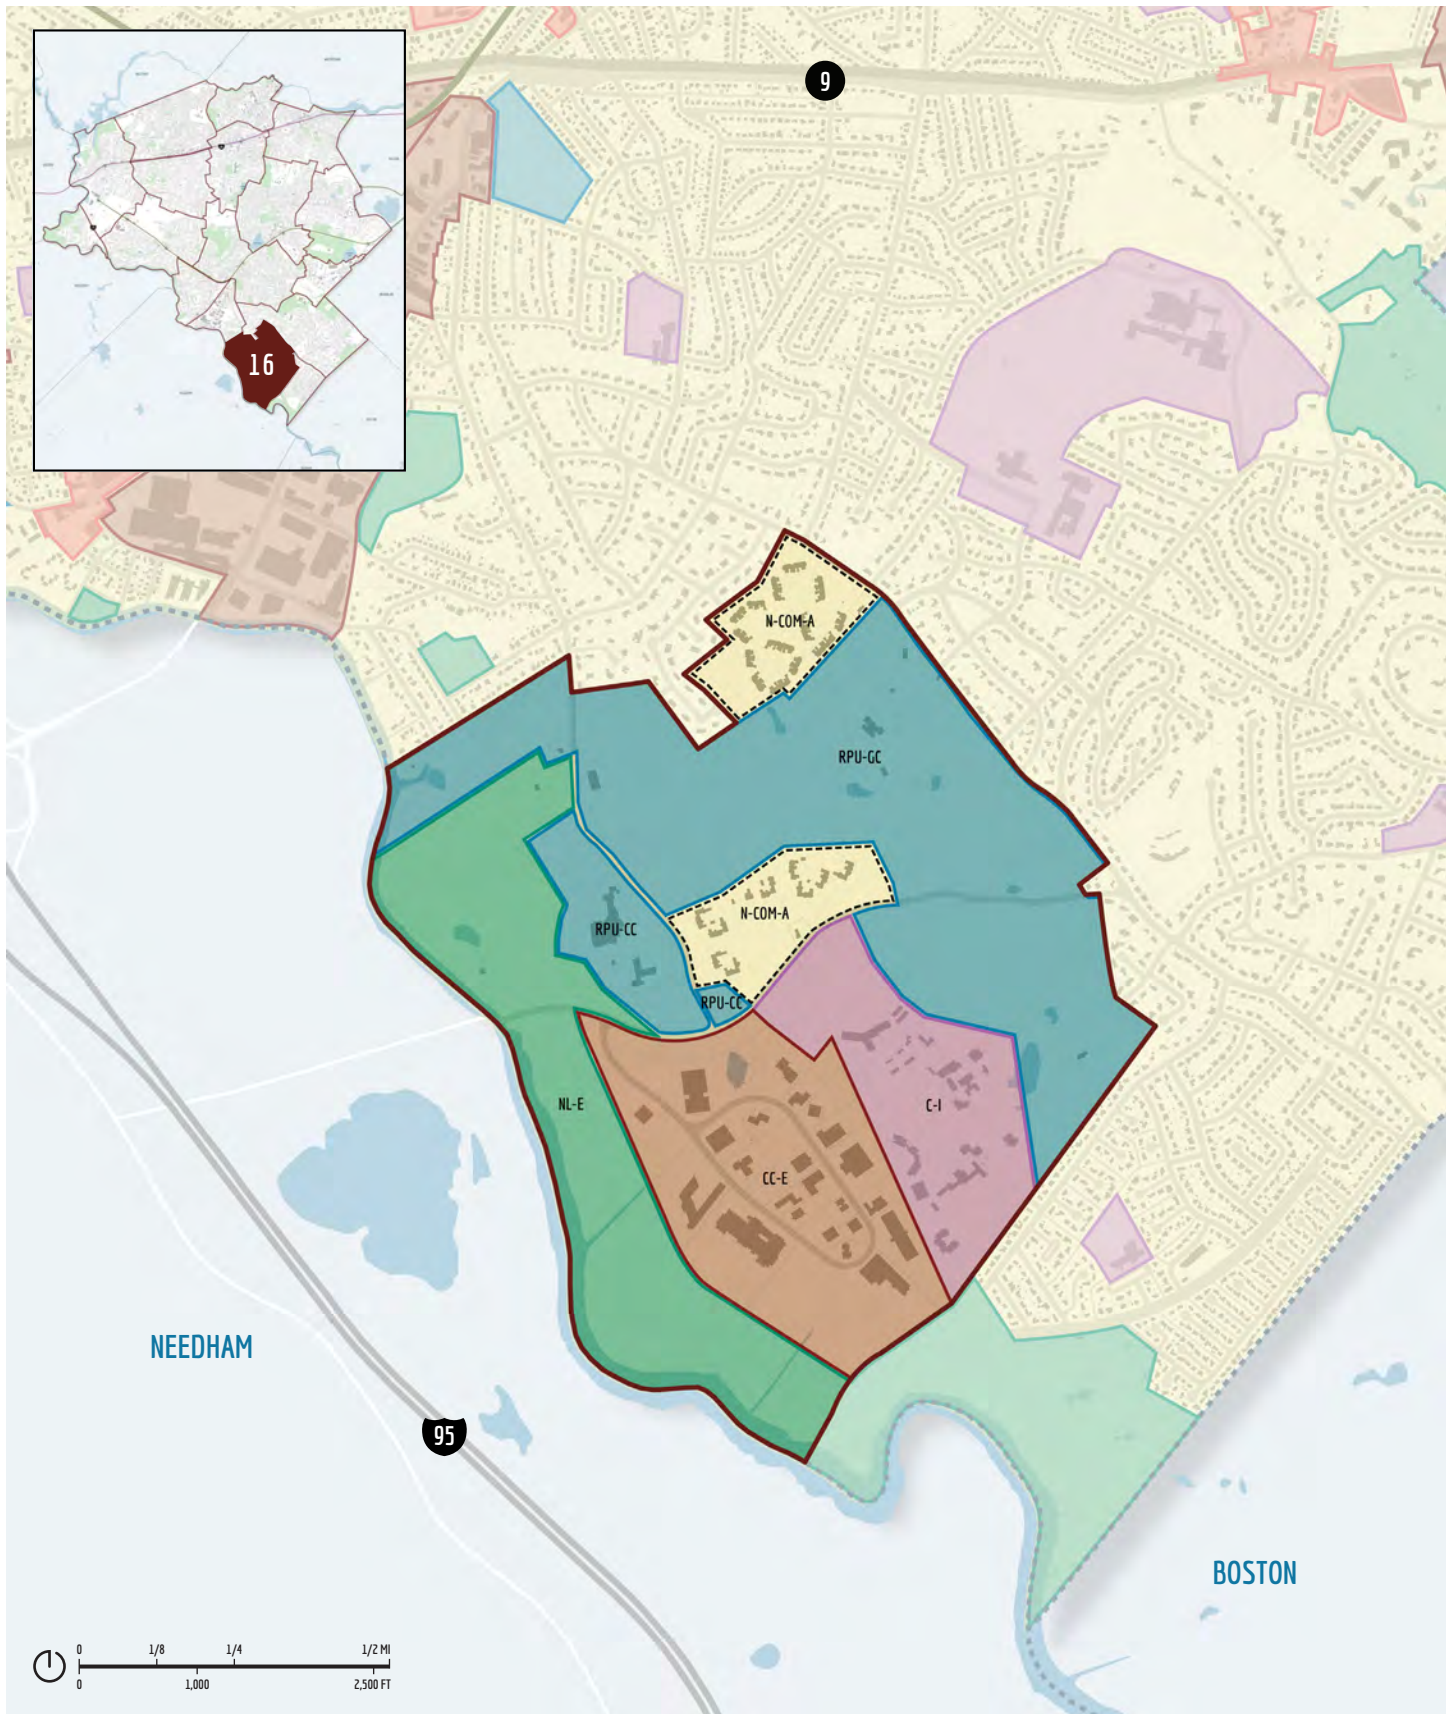 9
16
N-COM-A
RPU-GC
N-COM-A
RPU-CC
RPU-CC
NL-E
C-I
CC-E
NEEDHAM
95
BOSTON
0 1/8 1/4 1/2 MI
0 1,000 2,500 FT